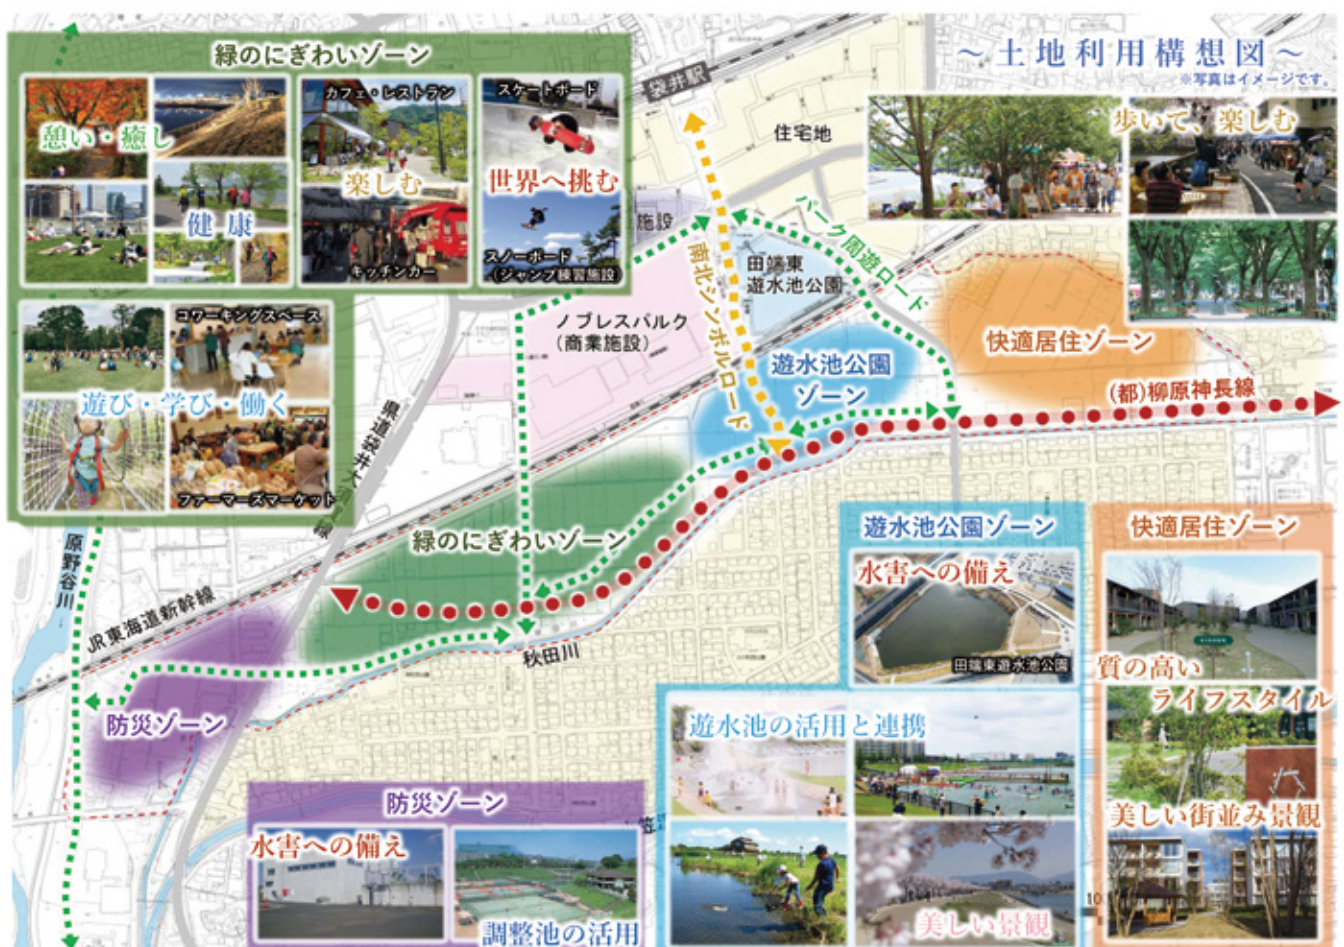 ～土地利用構想図～
※写真はイメージです。
緑のにぎわいゾーン
憩い・癒し
健康
カフェ・レストラン
楽しむ
キッチンカー
スケートボード
世界へ挑む
スノーボード
（ジャンプ練習施設）
コワーキングスペース
遊び・学び・働く
ファーマーズマーケット
袋井駅
住宅地
歩いて、楽しむ
施設
パーク周遊ロード
南北シンボルロード
田端東
遊水池公園
ノブレスパルク
（商業施設）
遊水池公園
ゾーン
快適居住ゾーン
(都)柳原神長線
緑のにぎわいゾーン
原野谷川
JR東海道新幹線
秋田川
防災ゾーン
防災ゾーン
水害への備え
調整池の活用
遊水池公園ゾーン
水害への備え
田端東遊水池公園
遊水池の活用と連携
美しい景観
快適居住ゾーン
質の高い
ライフスタイル
美しい街並み景観